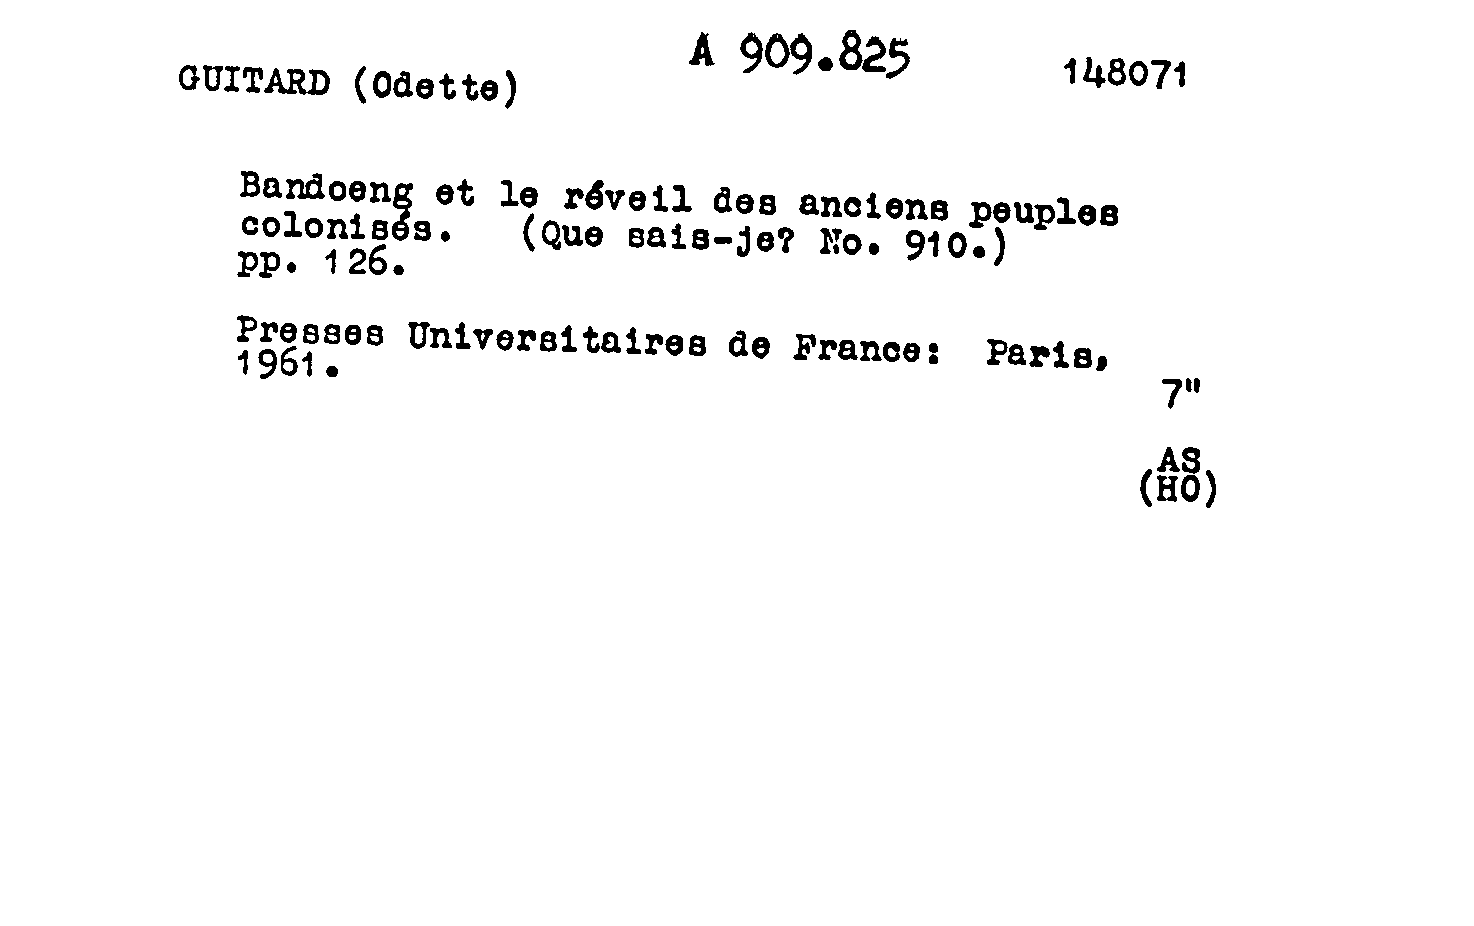 A 909.825
GUITARD (Odette) 148071
Bandoeng et le réveil des anciens peuples
colonisés. (Que sais-je? No. 910.)
pp. 126.
Presses Universitaires de France: Paris,
1961.
7"
AS
(HO)